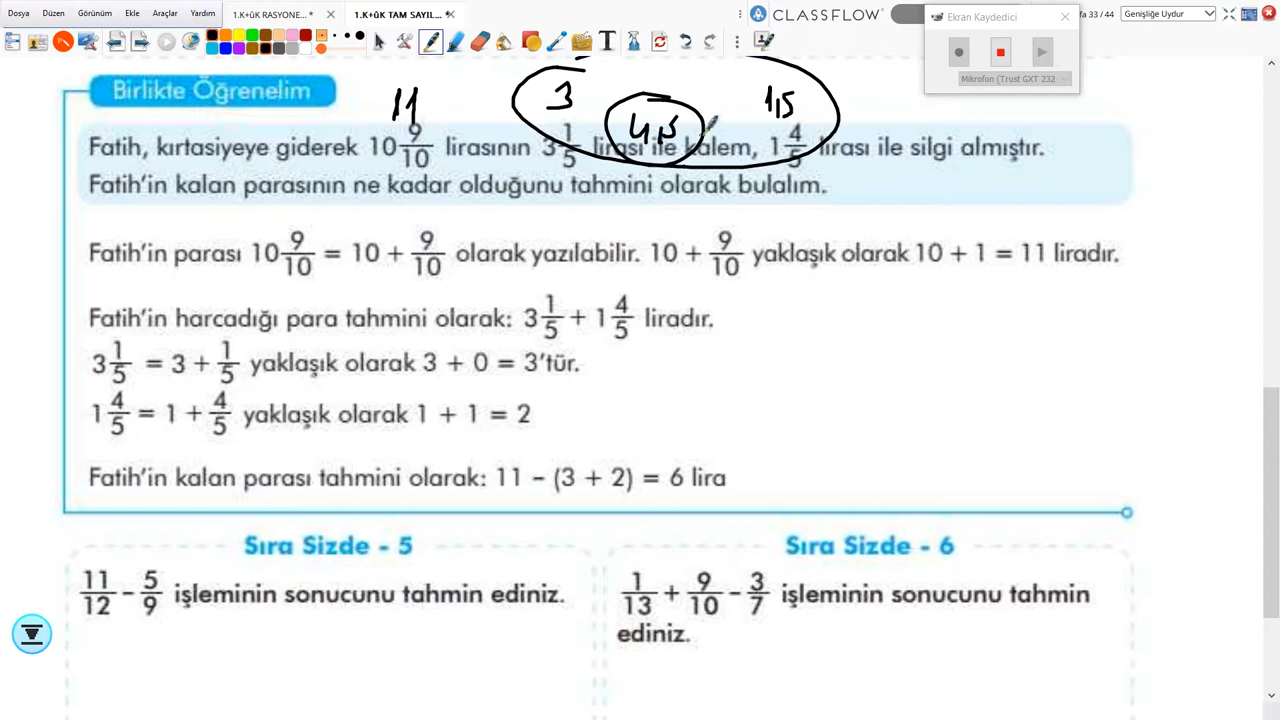 Dosya Düzen Görünüm Ekle Araçlar Yardım
1.K+ûK RASYONE... *
1.K+ûK TAM SAYIL...
CLASSFLOW
33 / 44
Genişliğe Uydur
Ekran Kaydedici
Mikrofon (Trust GXT 232
Birlikte Öğrenelim
11
3
4,5
1,5
Fatih, kırtasiyeye giderek 10 9/10 lirasının 3 1/5 lirası ile kalem, 1 4/5 lirası ile silgi almıştır.
Fatih'in kalan parasının ne kadar olduğunu tahmini olarak bulalım.
Fatih'in parası 10 9/10 = 10 + 9/10 olarak yazılabilir. 10 + 9/10 yaklaşık olarak 10 + 1 = 11 liradır.
Fatih'in harcadığı para tahmini olarak: 3 1/5 + 1 4/5 liradır.
3 1/5 = 3 + 1/5 yaklaşık olarak 3 + 0 = 3'tür.
1 4/5 = 1 + 4/5 yaklaşık olarak 1 + 1 = 2
Fatih'in kalan parası tahmini olarak: 11 – (3 + 2) = 6 lira
Sıra Sizde - 5
11/12 – 5/9 işleminin sonucunu tahmin ediniz.
Sıra Sizde - 6
1/13 + 9/10 – 3/7 işleminin sonucunu tahmin
ediniz.